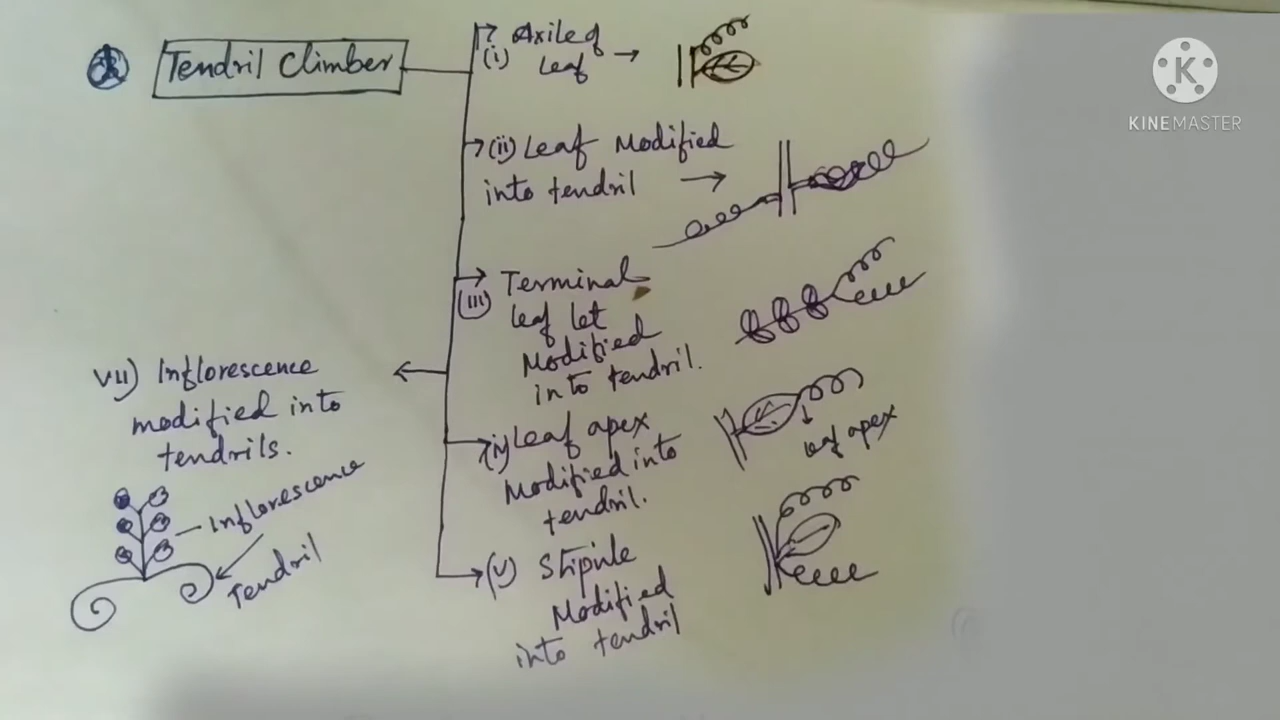 Tendril Climber
(i) Axile of
Leaf
(ii) Leaf Modified
into tendril
(iii) Terminal
leaf let
Modified
into tendril.
(iv) Leaf apex
Modified into
tendril.
leaf apex
(v) Stipule
Modified
into tendril
vii) Inflorescence
modified into
tendrils.
Inflorescence
Tendril
KINEMASTER